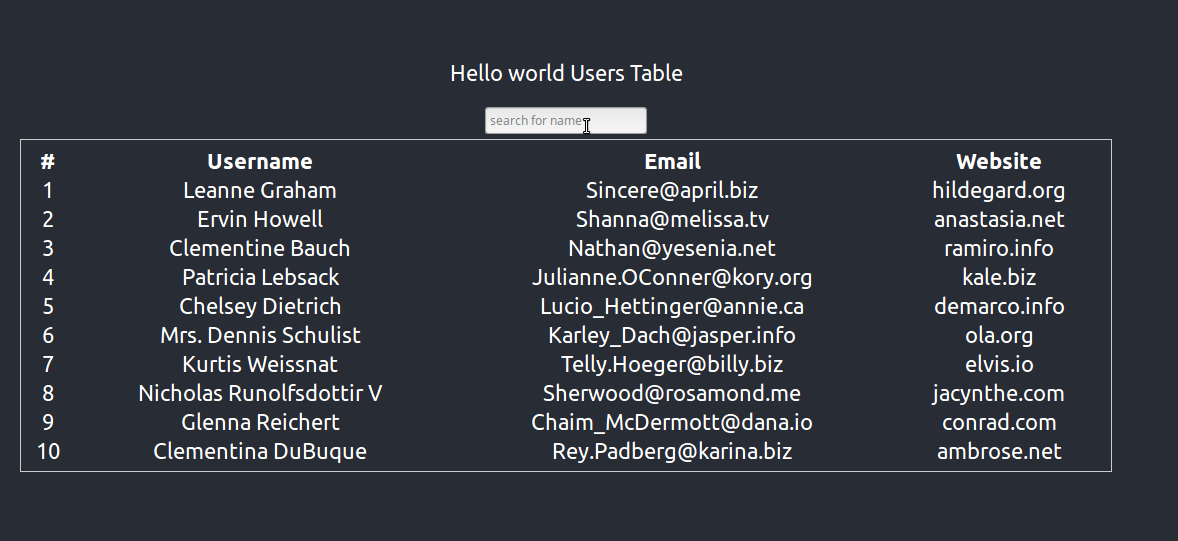 Hello world Users Table
search for name
# Username Email Website
1 Leanne Graham Sincere@april.biz hildegard.org
2 Ervin Howell Shanna@melissa.tv anastasia.net
3 Clementine Bauch Nathan@yesenia.net ramiro.info
4 Patricia Lebsack Julianne.OConner@kory.org kale.biz
5 Chelsey Dietrich Lucio_Hettinger@annie.ca demarco.info
6 Mrs. Dennis Schulist Karley_Dach@jasper.info ola.org
7 Kurtis Weissnat Telly.Hoeger@billy.biz elvis.io
8 Nicholas Runolfsdottir V Sherwood@rosamond.me jacynthe.com
9 Glenna Reichert Chaim_McDermott@dana.io conrad.com
10 Clementina DuBuque Rey.Padberg@karina.biz ambrose.net